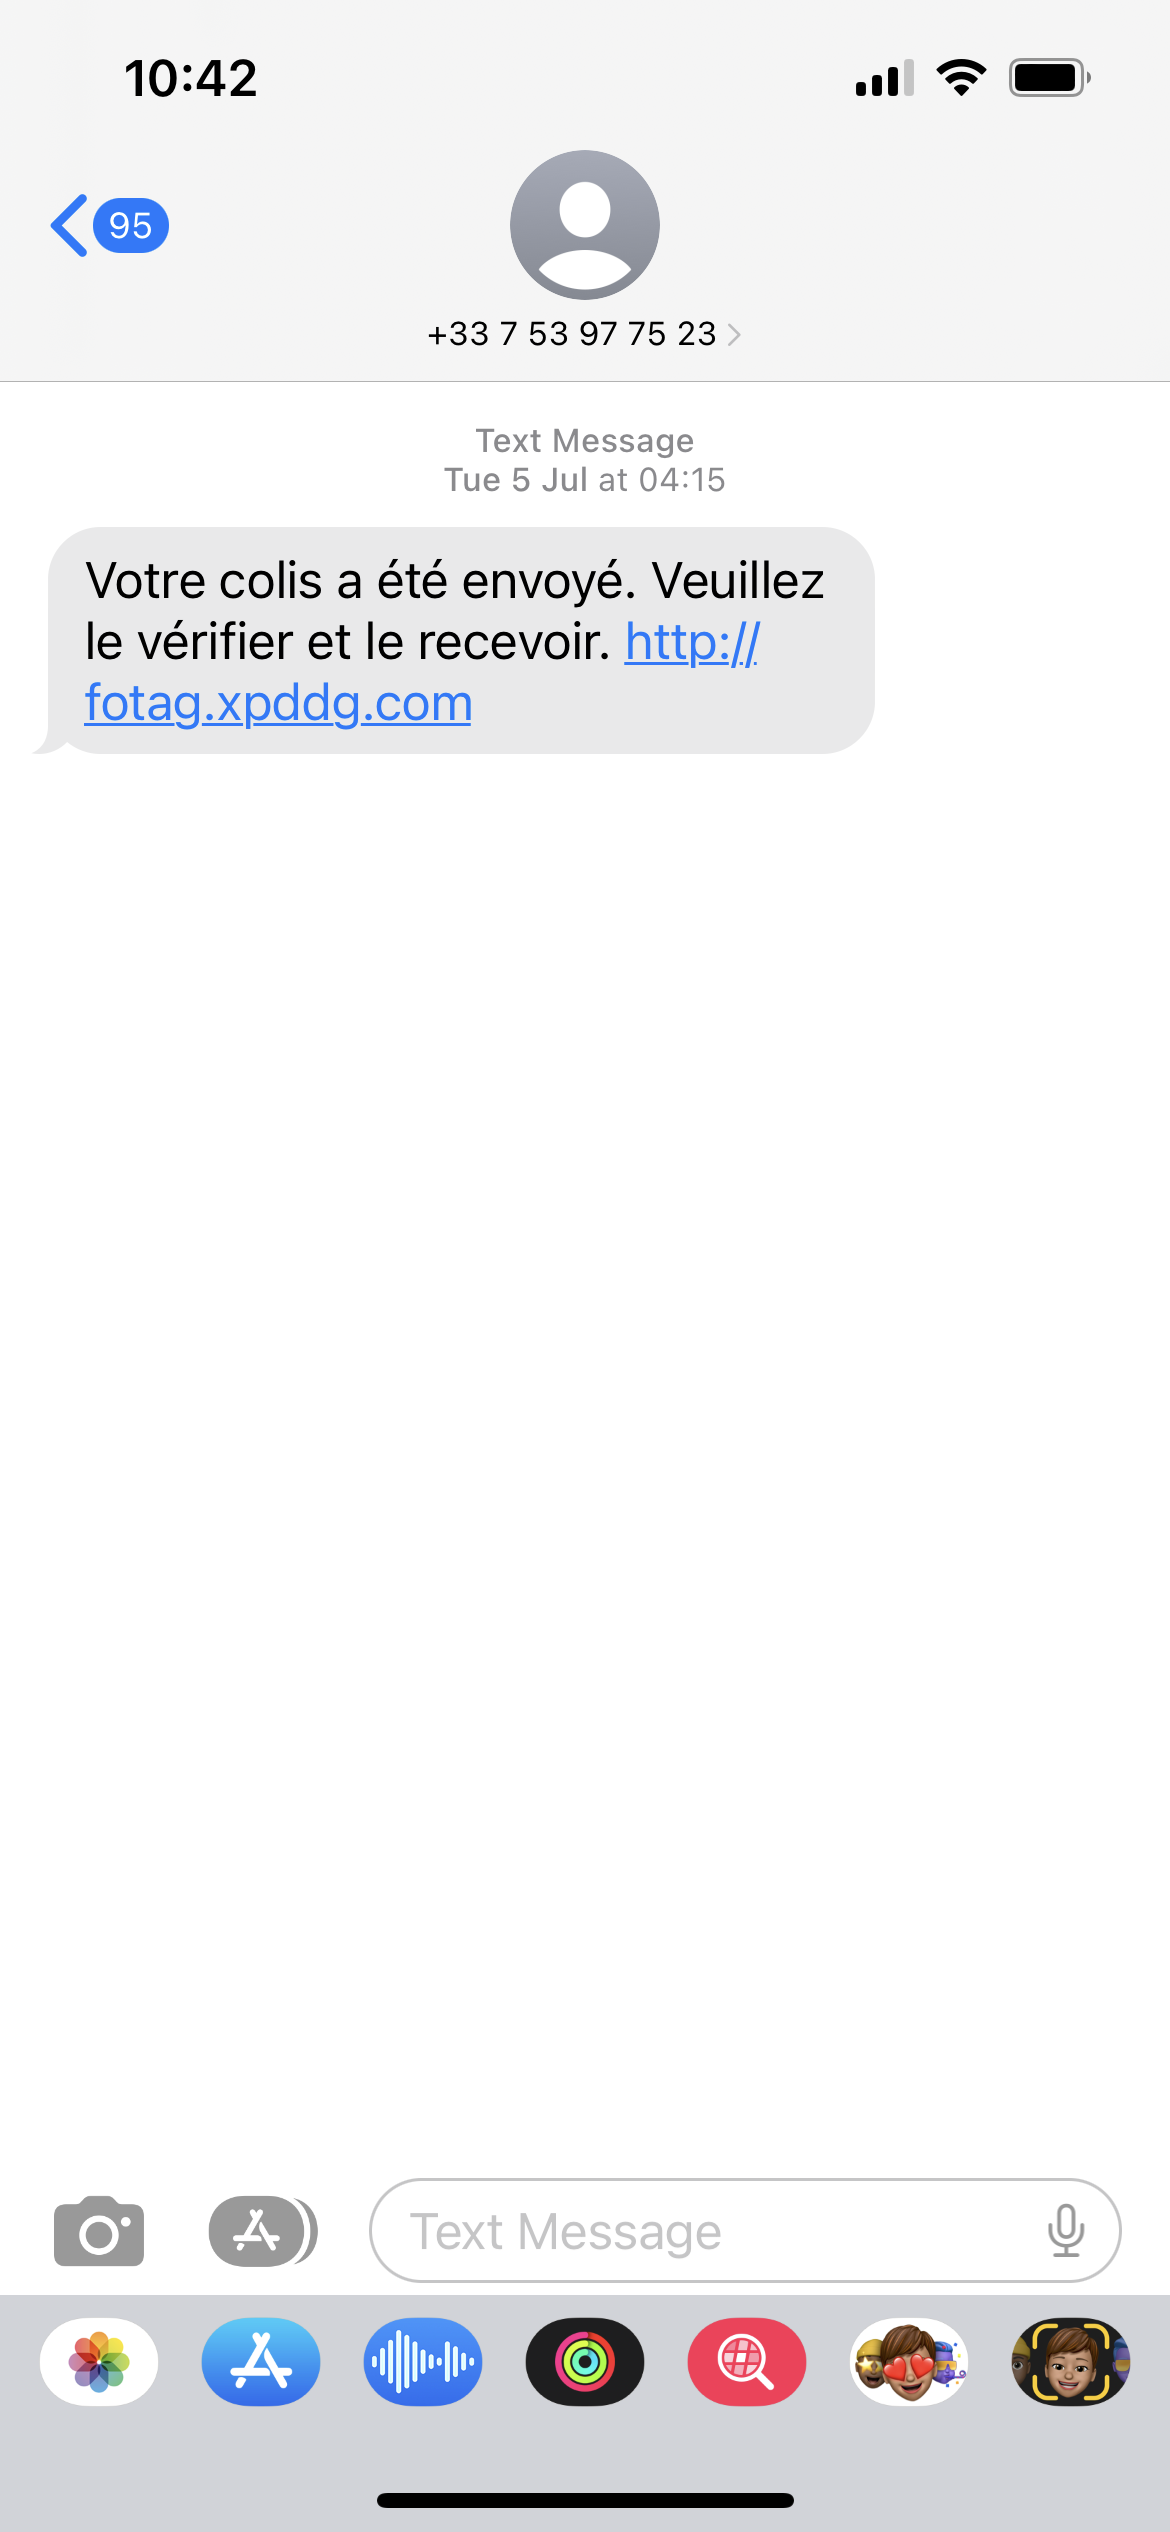 10:42
95
+33 7 53 97 75 23
Text Message
Tue 5 Jul at 04:15
Votre colis a été envoyé. Veuillez
le vérifier et le recevoir. http://
fotag.xpddg.com
Text Message